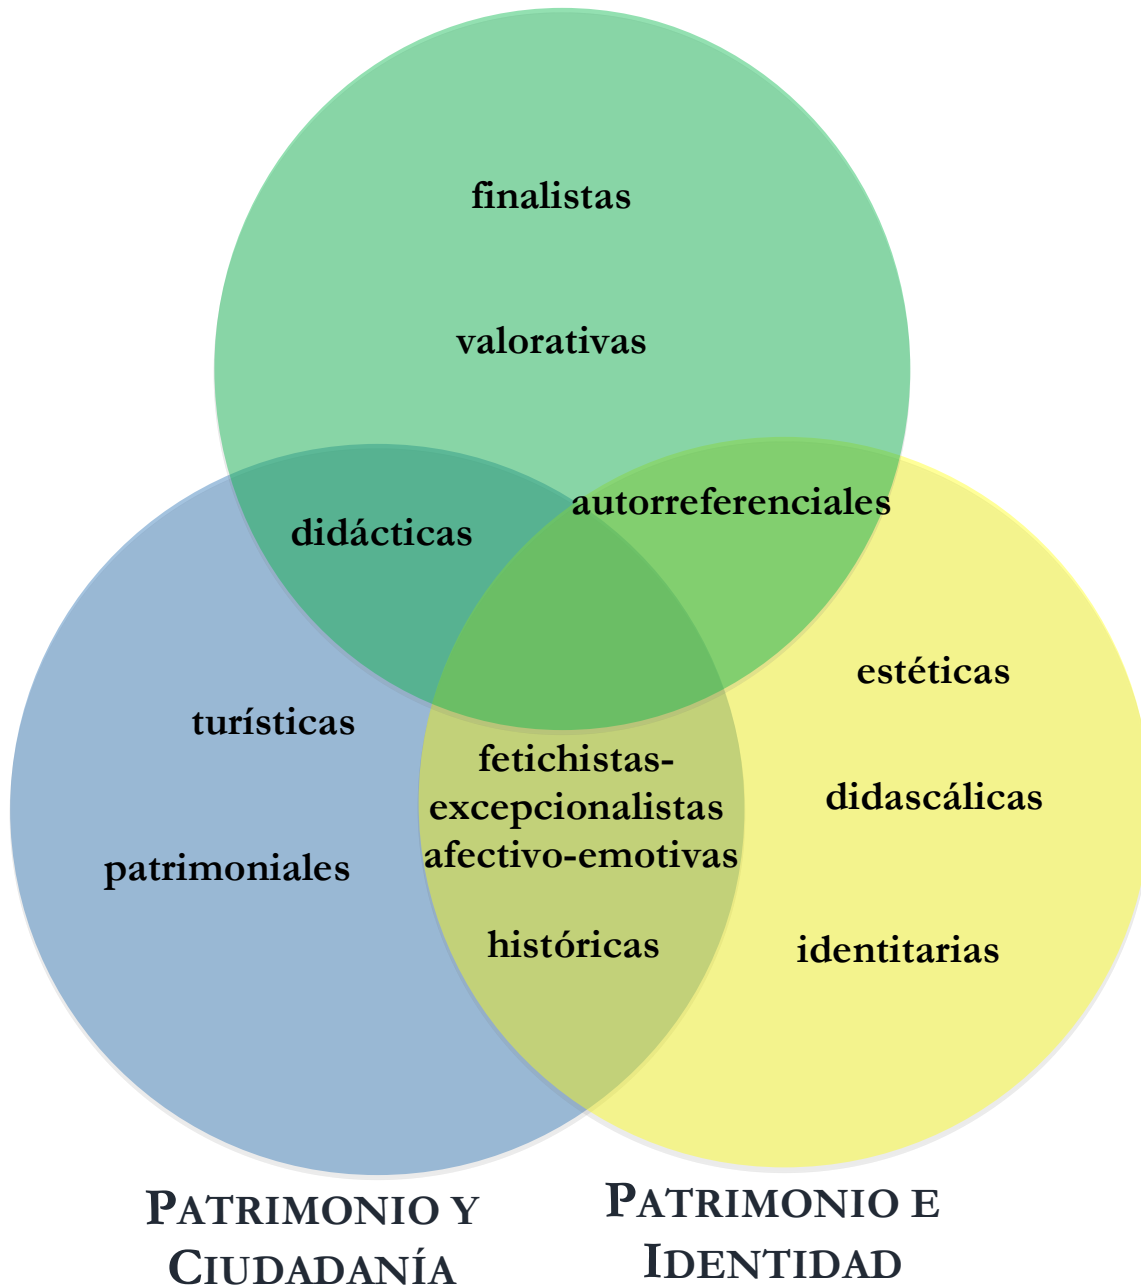 finalistas
valorativas
autorreferenciales
didácticas
estéticas
turísticas
fetichistas-
excepcionalistas
afectivo-emotivas
didascálicas
patrimoniales
históricas
identitarias
PATRIMONIO Y
CIUDADANÍA
PATRIMONIO E
IDENTIDAD